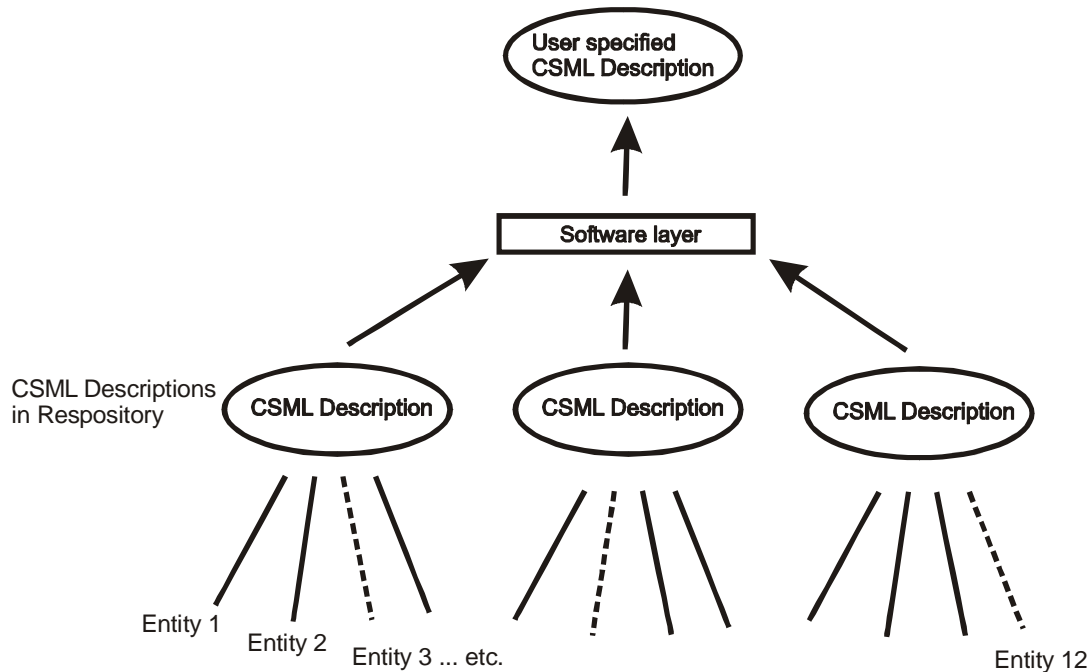 User specified
CSML Description
Software layer
CSML Descriptions
in Respository
CSML Description
CSML Description
CSML Description
Entity 1
Entity 2
Entity 3 ... etc.
Entity 12